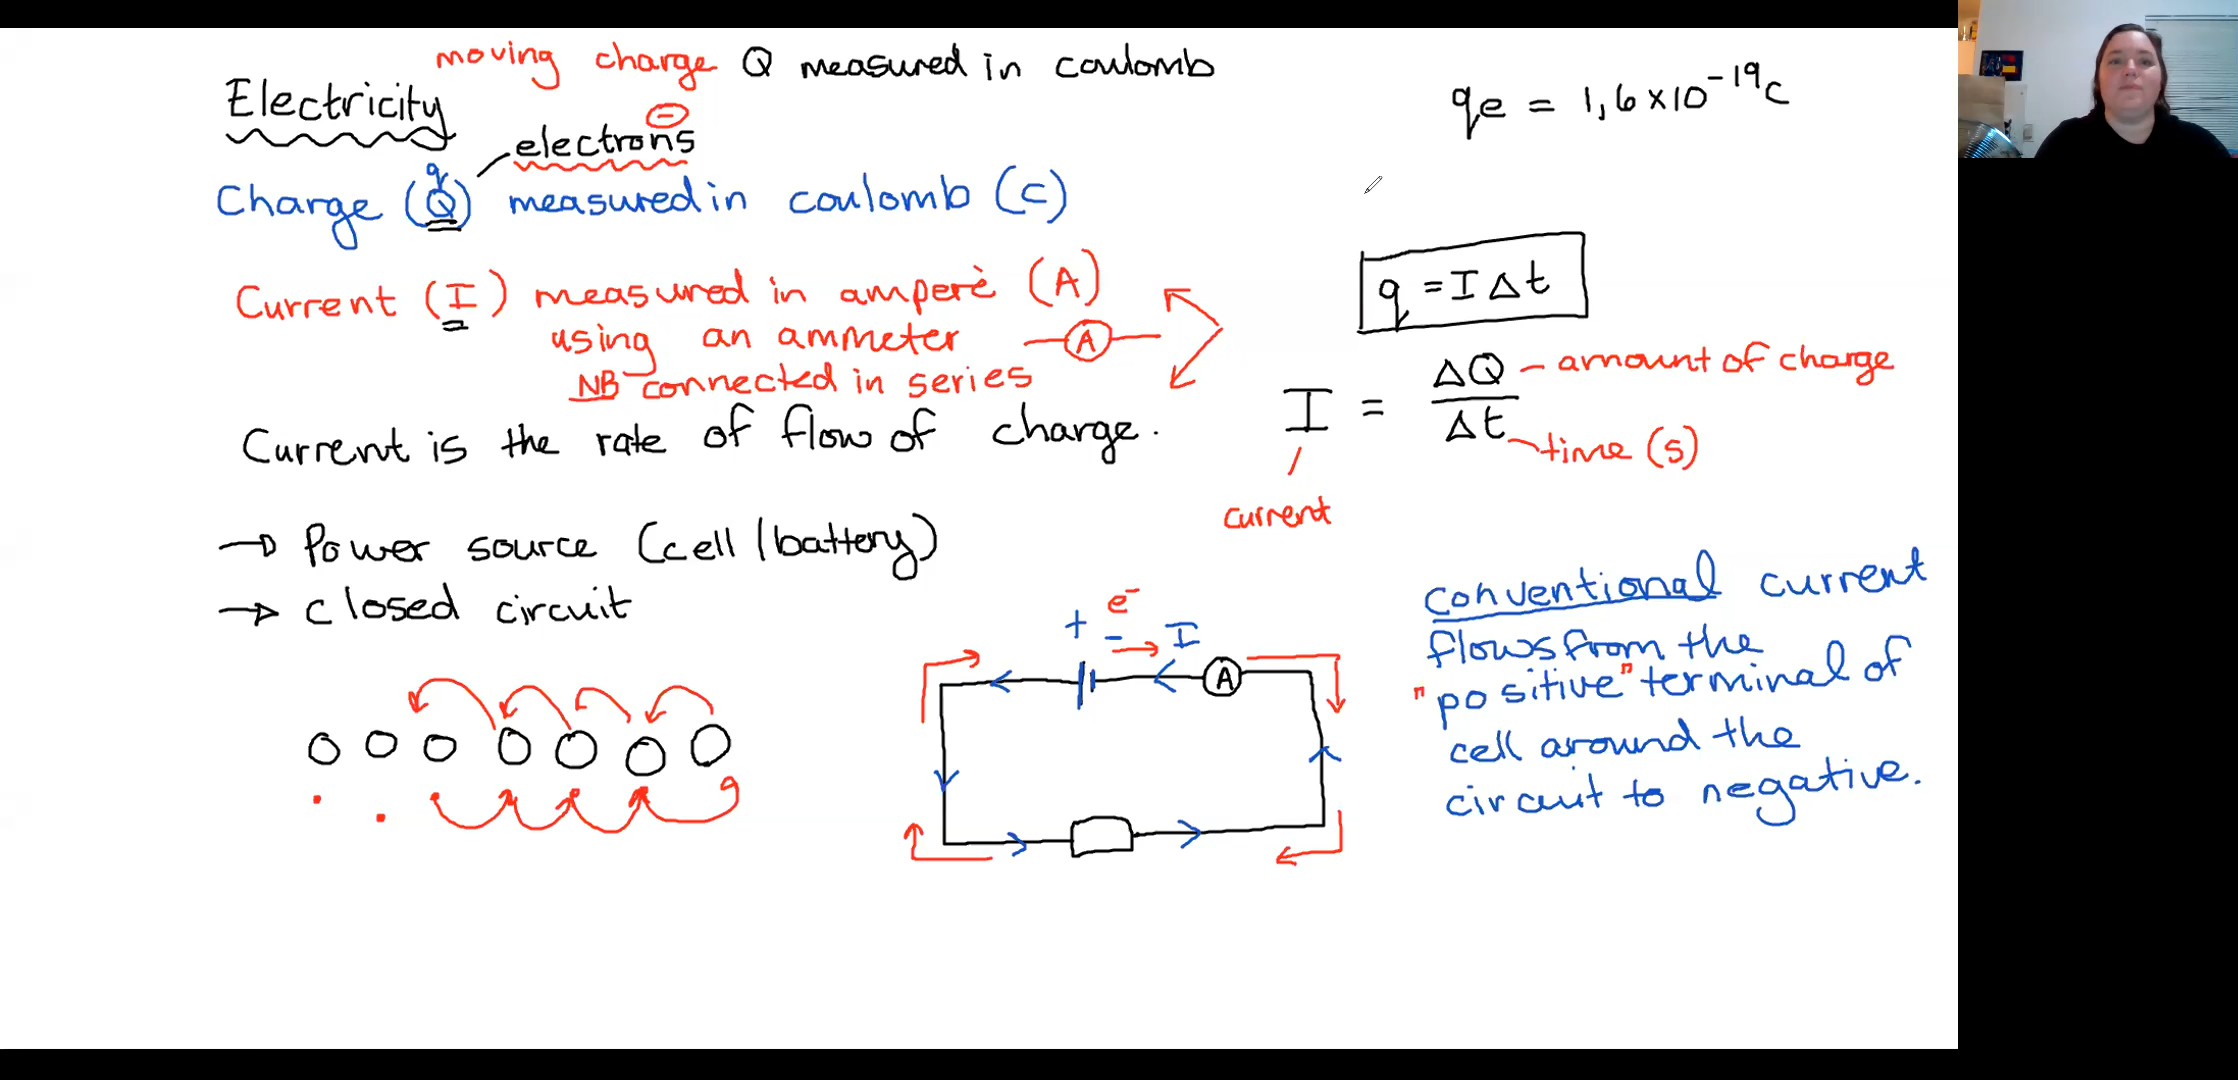 moving charge Q measured in coulomb
Electricity
electrons
⊖
q
Charge (Q) measured in coulomb (C)
Current (I) measured in amperè (A)
using an ammeter A
NB connected in series
Current is the rate of flow of charge.
→ Power source (cell/battery)
→ closed circuit
qe = 1,6×10⁻¹⁹C
q = I Δt
I = ΔQ/Δt
amount of charge
time (s)
current
+ - e⁻ I
A
conventional current
flows from the
"positive" terminal of
cell around the
circuit to negative.